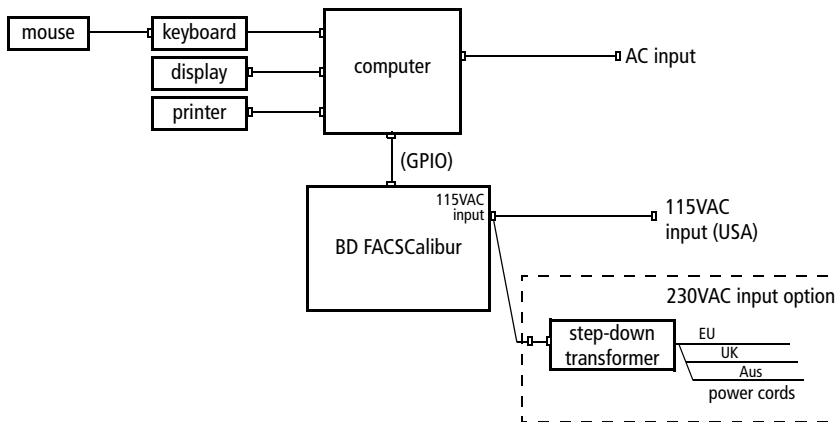 mouse
keyboard
display
printer
computer
AC input
(GPIO)
115VAC
input
BD FACSCalibur
115VAC
input (USA)
230VAC input option
step-down
transformer
EU
UK
Aus
power cords